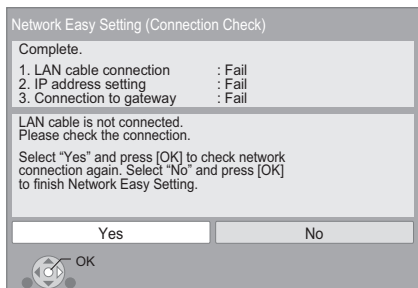 Network Easy Setting (Connection Check)
Complete.
1. LAN cable connection : Fail
2. IP address setting : Fail
3. Connection to gateway : Fail
LAN cable is not connected.
Please check the connection.
Select “Yes” and press [OK] to check network
connection again. Select “No” and press [OK]
to finish Network Easy Setting.
Yes No
OK